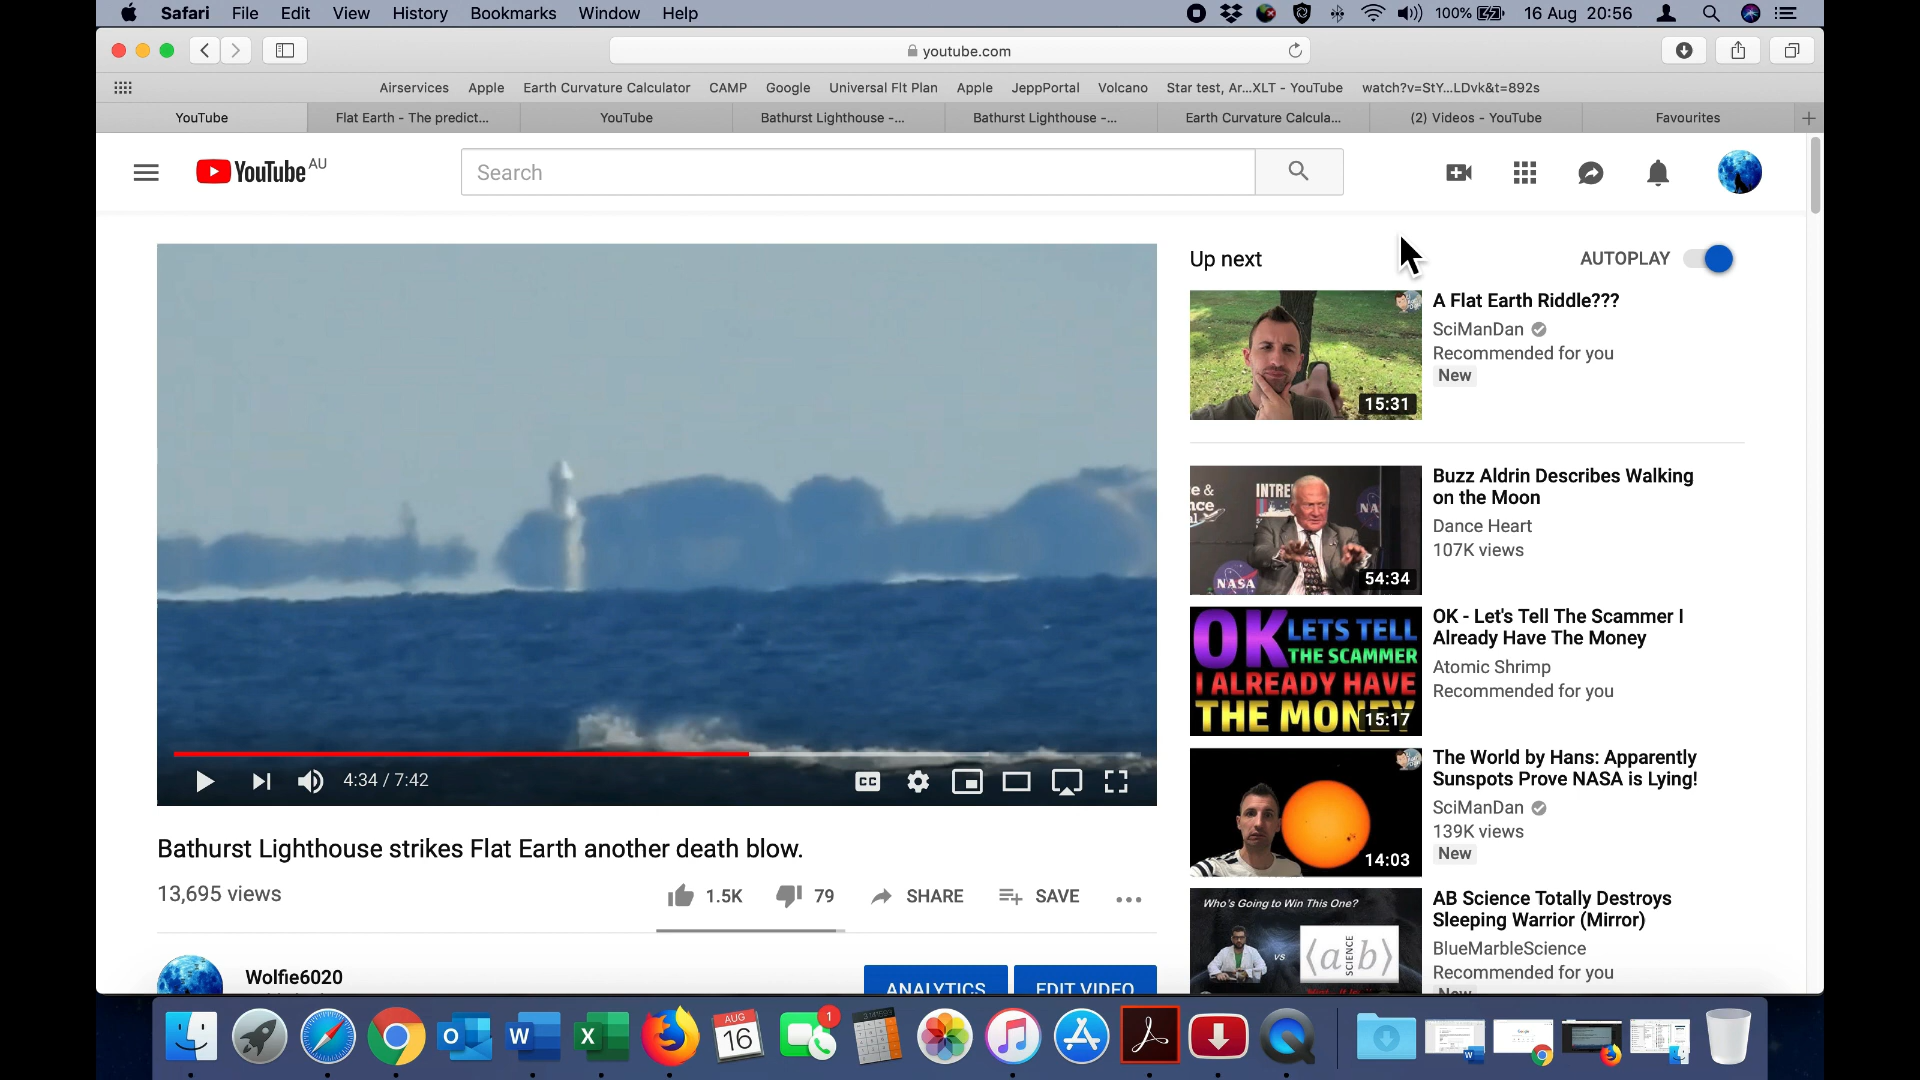 Safari File Edit View History Bookmarks Window Help
100% 16 Aug 20:56
youtube.com
Airservices Apple Earth Curvature Calculator CAMP Google Universal Flt Plan Apple JeppPortal Volcano Star test, Ar...XLT - YouTube watch?v=StY...LDvk&t=892s
YouTube Flat Earth - The predict... YouTube Bathurst Lighthouse -... Bathurst Lighthouse -... Earth Curvature Calcula... (2) Videos - YouTube Favourites
YouTube AU
Search
Up next
AUTOPLAY
A Flat Earth Riddle???
SciManDan
Recommended for you
New
15:31
INTRE
NASA
54:34
Buzz Aldrin Describes Walking
on the Moon
Dance Heart
107K views
OK LETS TELL
THE SCAMMER
I ALREADY HAVE
THE MONEY
15:17
OK - Let's Tell The Scammer I
Already Have The Money
Atomic Shrimp
Recommended for you
14:03
The World by Hans: Apparently
Sunspots Prove NASA is Lying!
SciManDan
139K views
New
Who's Going to Win This One?
vs
(ab)
SCIENCE
AB Science Totally Destroys
Sleeping Warrior (Mirror)
BlueMarbleScience
Recommended for you
New
4:34 / 7:42
CC
Bathurst Lighthouse strikes Flat Earth another death blow.
13,695 views
1.5K 79 SHARE SAVE
Wolfie6020
ANALYTICS EDIT VIDEO
AUG
16
1